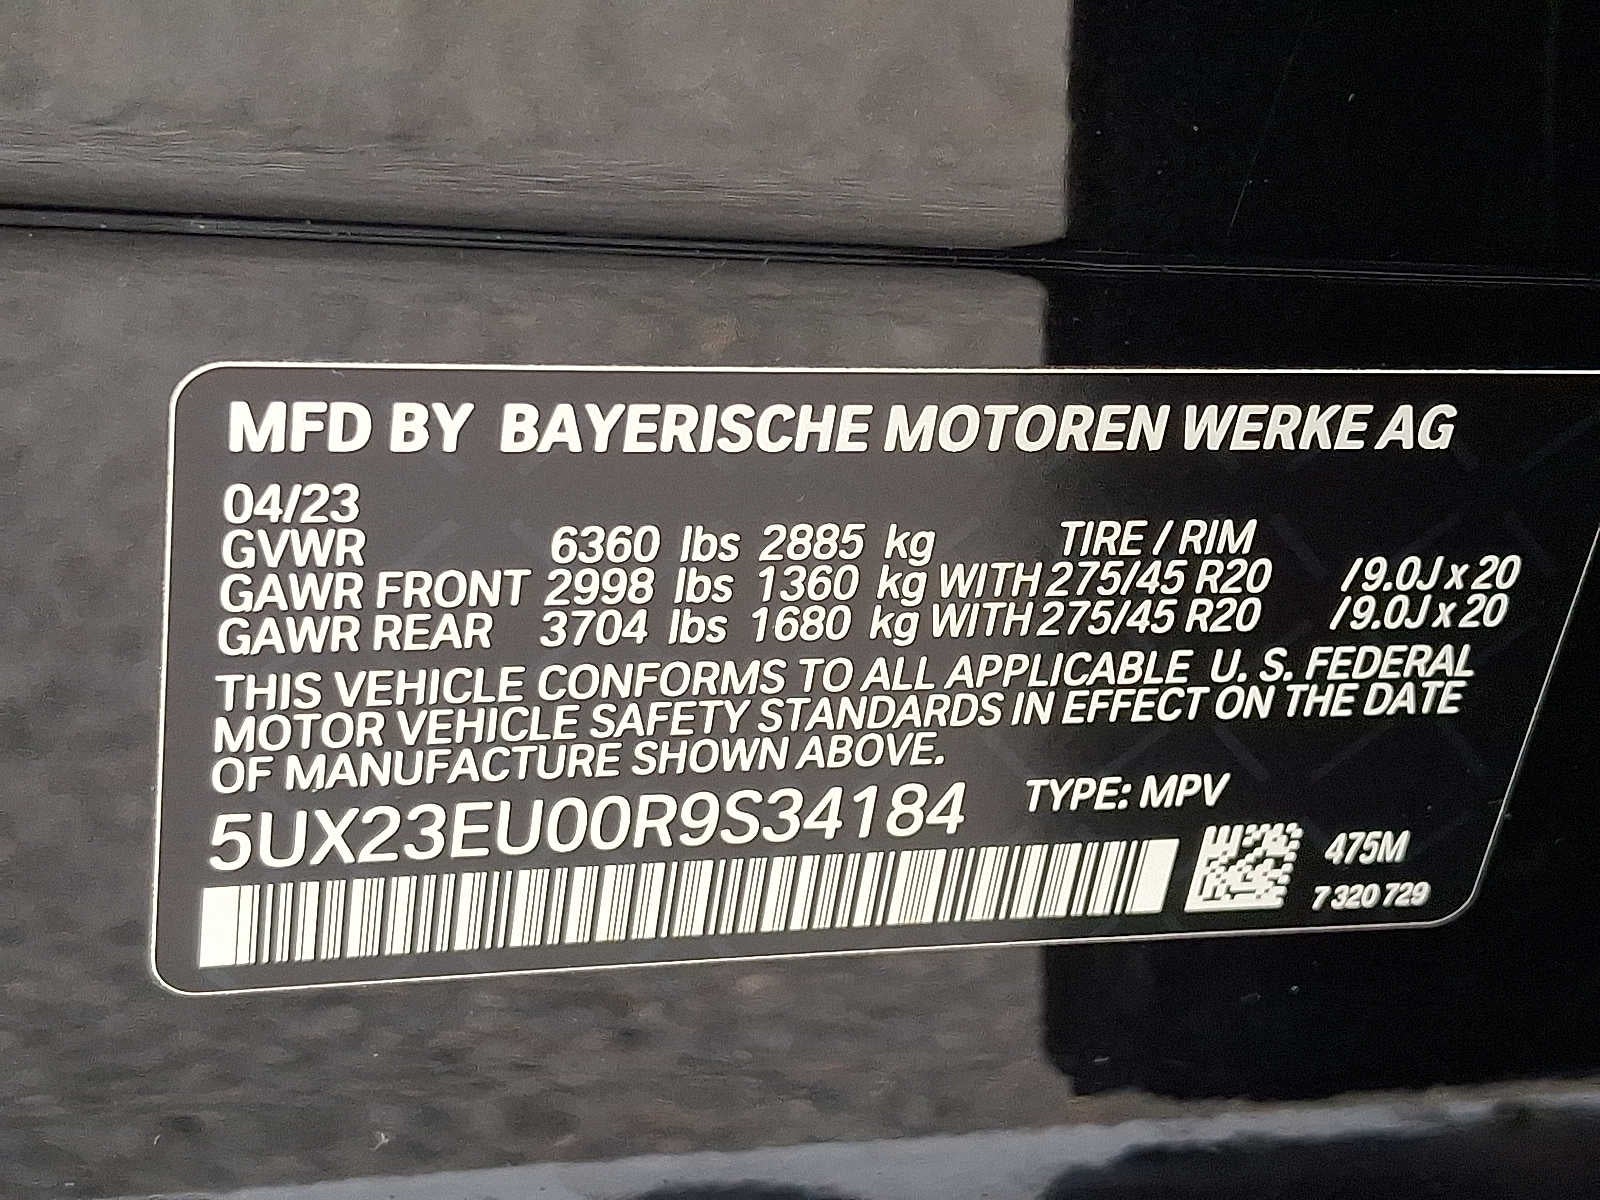 MFD BY BAYERISCHE MOTOREN WERKE AG
04/23
GVWR 6360 lbs 2885 kg TIRE / RIM
GAWR FRONT 2998 lbs 1360 kg WITH 275/45 R20 /9.0J x 20
GAWR REAR 3704 lbs 1680 kg WITH 275/45 R20 /9.0J x 20
THIS VEHICLE CONFORMS TO ALL APPLICABLE U. S. FEDERAL
MOTOR VEHICLE SAFETY STANDARDS IN EFFECT ON THE DATE
OF MANUFACTURE SHOWN ABOVE.
5UX23EU00R9S34184 TYPE: MPV
475M
7 320 729